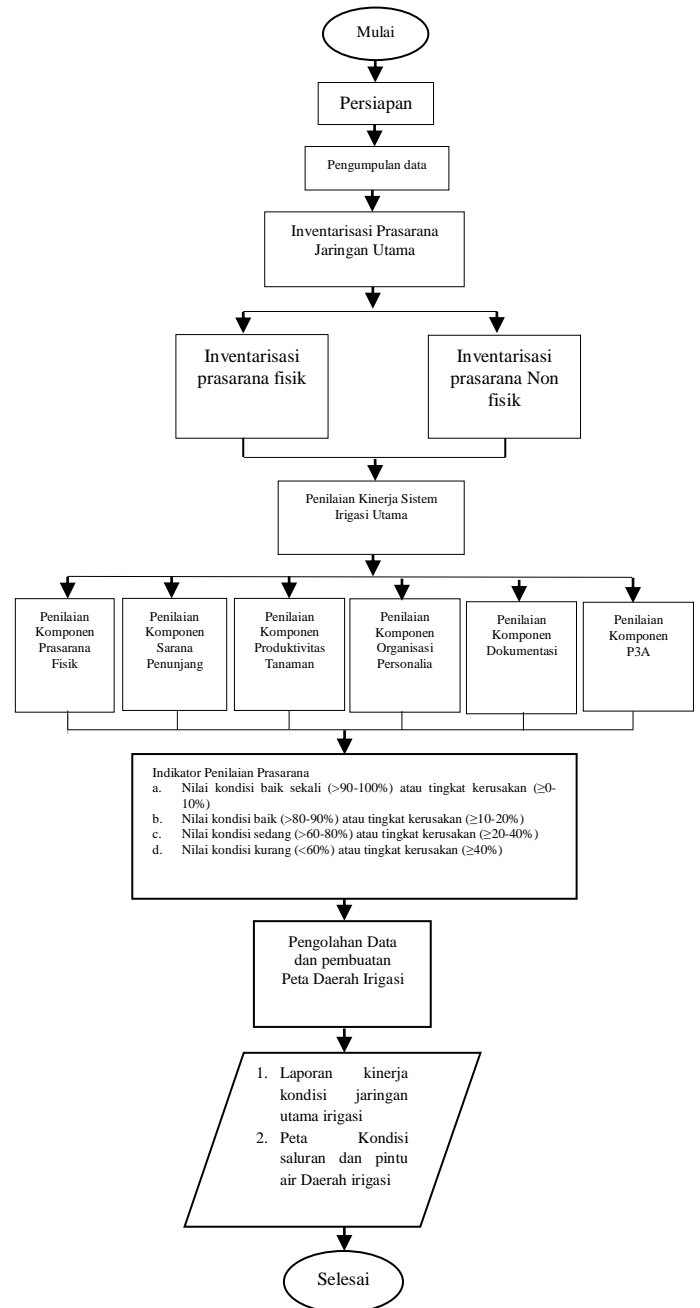 Mulai
Persiapan
Pengumpulan data
Inventarisasi Prasarana
Jaringan Utama
Inventarisasi
prasarana fisik
Inventarisasi
prasarana Non
fisik
Penilaian Kinerja Sistem
Irigasi Utama
Penilaian
Komponen
Prasarana
Fisik
Penilaian
Komponen
Sarana
Penunjang
Penilaian
Komponen
Produktivitas
Tanaman
Penilaian
Komponen
Organisasi
Personalia
Penilaian
Komponen
Dokumentasi
Penilaian
Komponen
P3A
Indikator Penilaian Prasarana
a. Nilai kondisi baik sekali (>90-100%) atau tingkat kerusakan (≥0-
10%)
b. Nilai kondisi baik (>80-90%) atau tingkat kerusakan (≥10-20%)
c. Nilai kondisi sedang (>60-80%) atau tingkat kerusakan (≥20-40%)
d. Nilai kondisi kurang (<60%) atau tingkat kerusakan (≥40%)
Pengolahan Data
dan pembuatan
Peta Daerah Irigasi
1. Laporan kinerja
kondisi jaringan
utama irigasi
2. Peta Kondisi
saluran dan pintu
air Daerah irigasi
Selesai